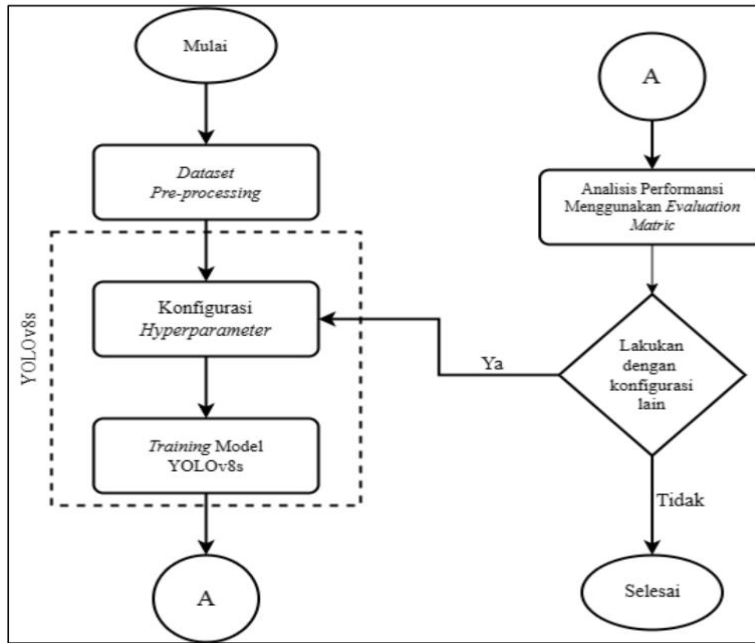 Mulai
Dataset
Pre-processing
YOLOv8s
Konfigurasi
Hyperparameter
Training Model
YOLOv8s
A
A
Analisis Performansi
Menggunakan Evaluation
Matric
Lakukan
dengan
konfigurasi
lain
Ya
Tidak
Selesai